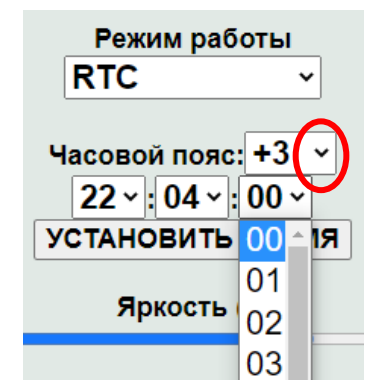 Режим работы
RTC
Часовой пояс: +3
22 : 04 : 00
УСТАНОВИТЬ
00
01
Яркость
02
03